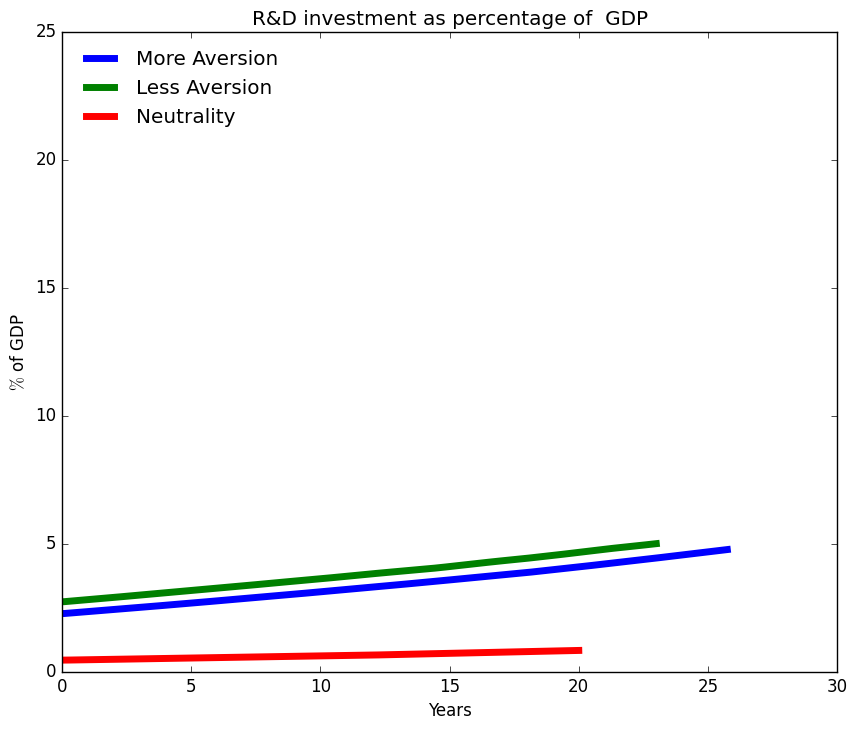 R&D investment as percentage of  GDP
25
More Aversion
Less Aversion
Neutrality
20
15
% of GDP
10
5
0
0 5 10 15 20 25 30
Years